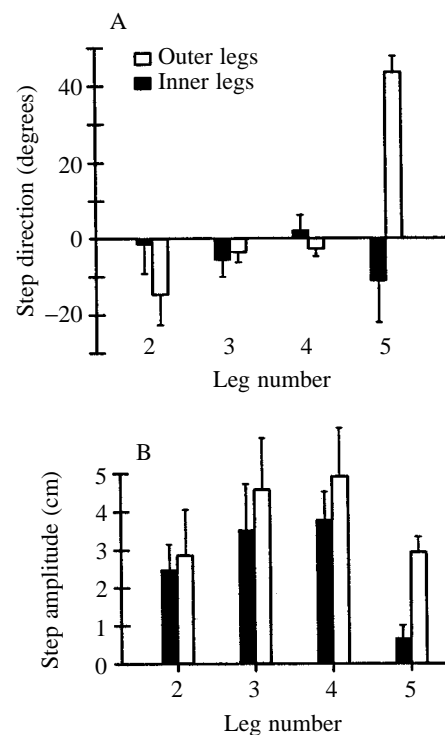 A
Outer legs
Inner legs
Step direction (degrees)
40
20
0
–20
2 3 4 5
Leg number
B
Step amplitude (cm)
5
4
3
2
1
0
2 3 4 5
Leg number